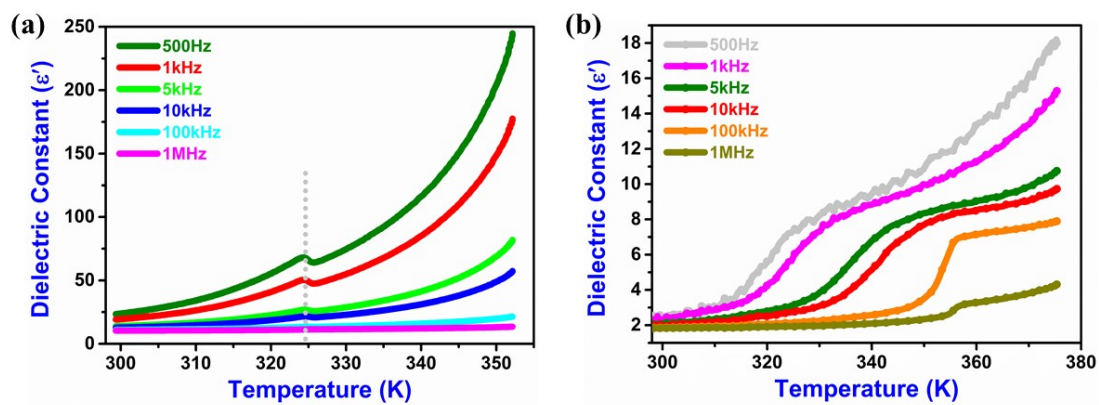 (a)
250
200
150
100
50
0
Dielectric Constant (ε′)
500Hz
1kHz
5kHz
10kHz
100kHz
1MHz
300 310 320 330 340 350
Temperature (K)
(b)
18
16
14
12
10
8
6
4
2
Dielectric Constant (ε′)
500Hz
1kHz
5kHz
10kHz
100kHz
1MHz
300 320 340 360 380
Temperature (K)